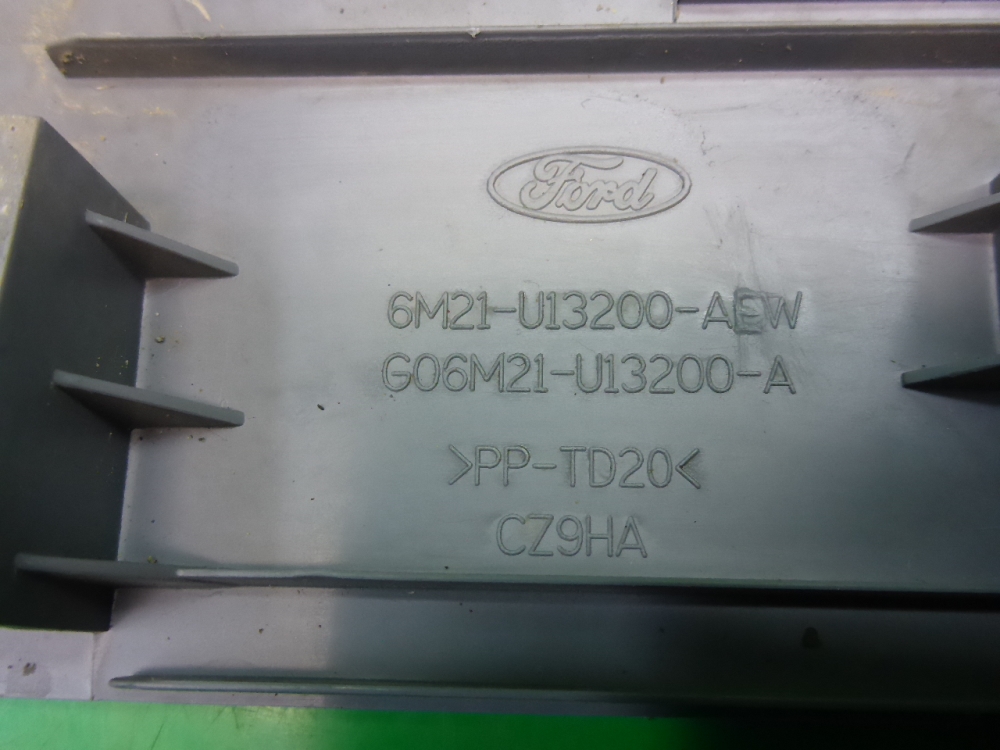 Ford
6M21-U13200-AEW
G06M21-U13200-A
>PP-TD20<
CZ9HA